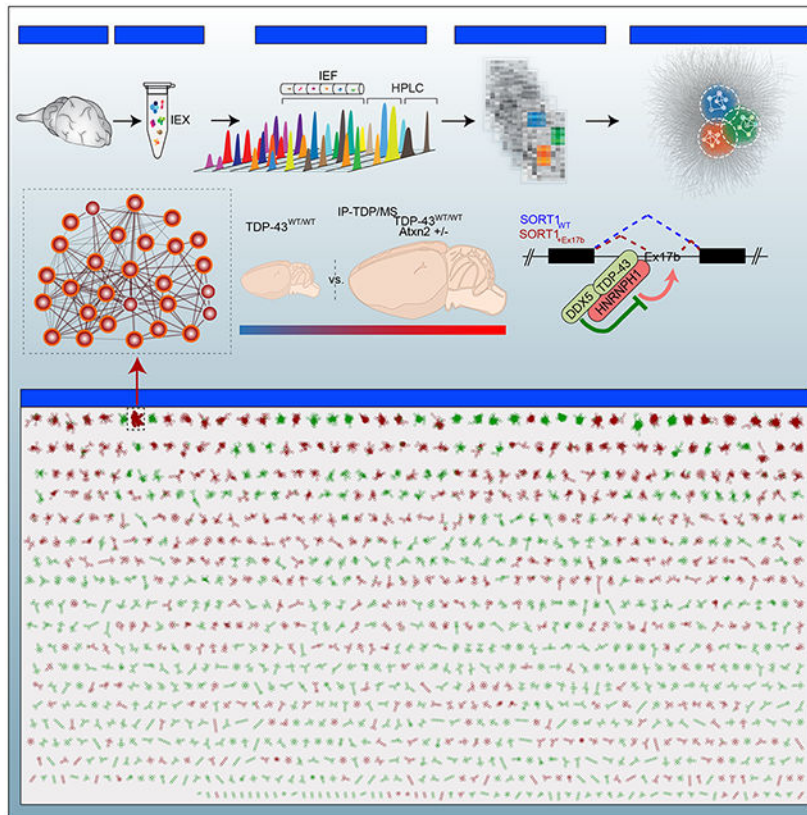 IEF
HPLC
IEX
TDP-43WT/WT
IP-TDP/MS
TDP-43WT/WT
Atxn2 +/-
vs.
SORT1WT
SORT1+Ex17b
Ex17b
DDX5
TDP-43
HNRNPH1